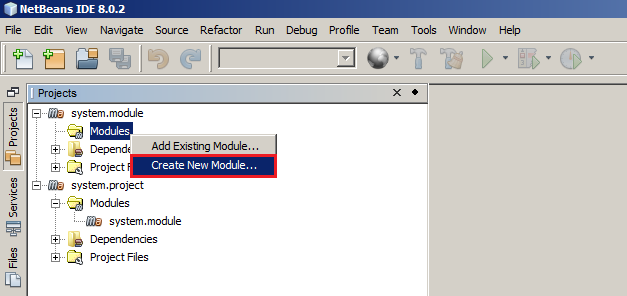 NetBeans IDE 8.0.2
File Edit View Navigate Source Refactor Run Debug Profile Team Tools Window Help
Projects
Services
Files
Projects
system.module
Modules
Add Existing Module...
Depende
Create New Module...
Project F
system.project
Modules
system.module
Dependencies
Project Files